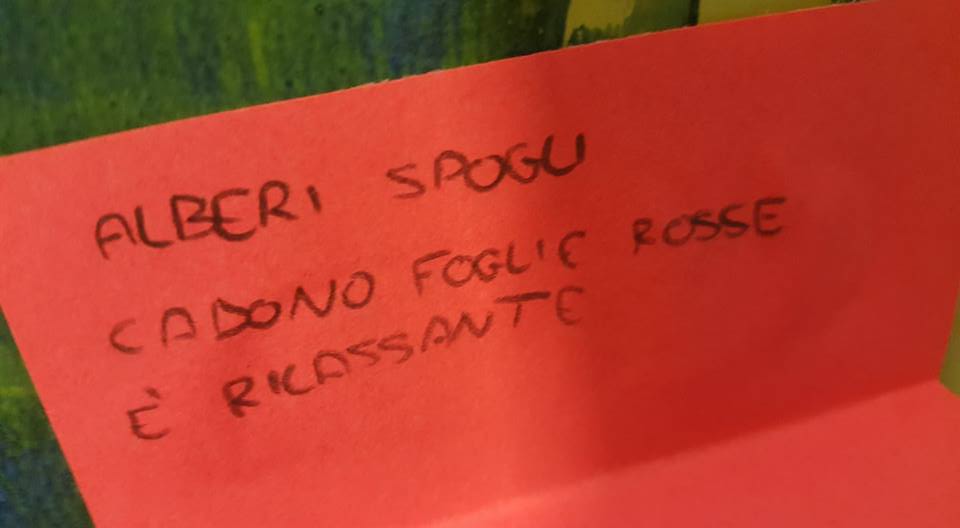 ALBERI SPOGLI
CADONO FOGLIE ROSSE
È RILASSANTE